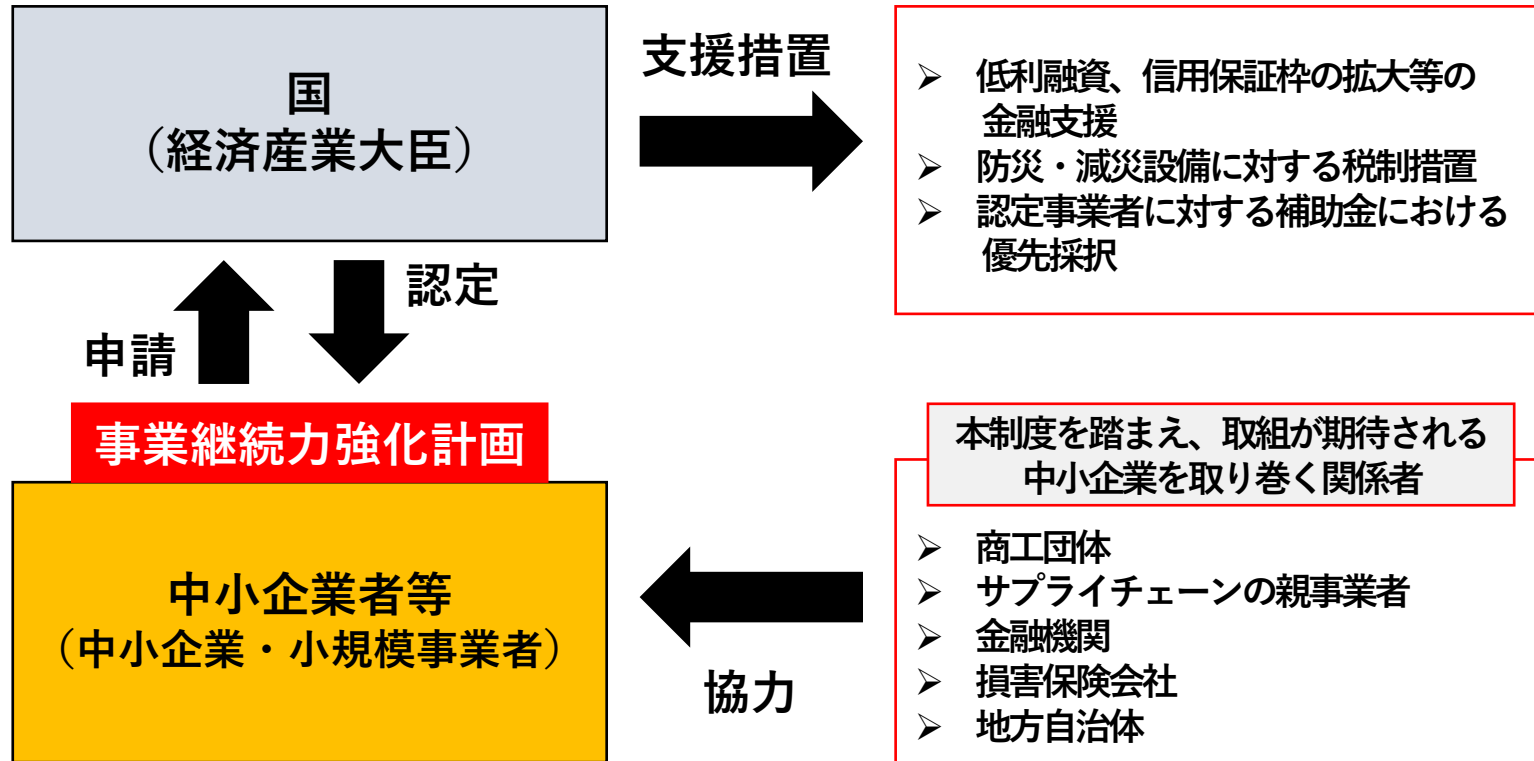 国
（経済産業大臣）
支援措置
➢ 低利融資、信用保証枠の拡大等の
金融支援
➢ 防災・減災設備に対する税制措置
➢ 認定事業者に対する補助金における
優先採択
申請
認定
事業継続力強化計画
中小企業者等
（中小企業・小規模事業者）
協力
本制度を踏まえ、取組が期待される
中小企業を取り巻く関係者
➢ 商工団体
➢ サプライチェーンの親事業者
➢ 金融機関
➢ 損害保険会社
➢ 地方自治体